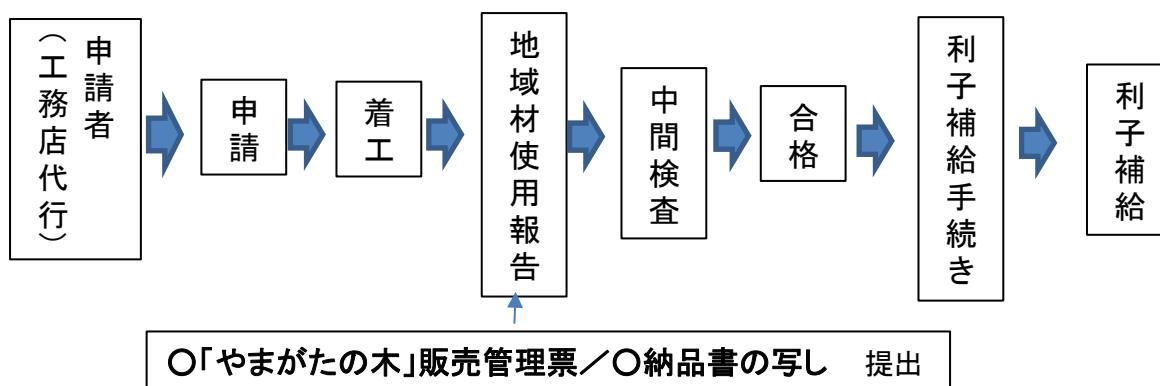 申請者
（工務店代行）
申請
着工
地域材使用報告
中間検査
合格
利子補給手続き
利子補給
○「やまがたの木」販売管理票／○納品書の写し　提出